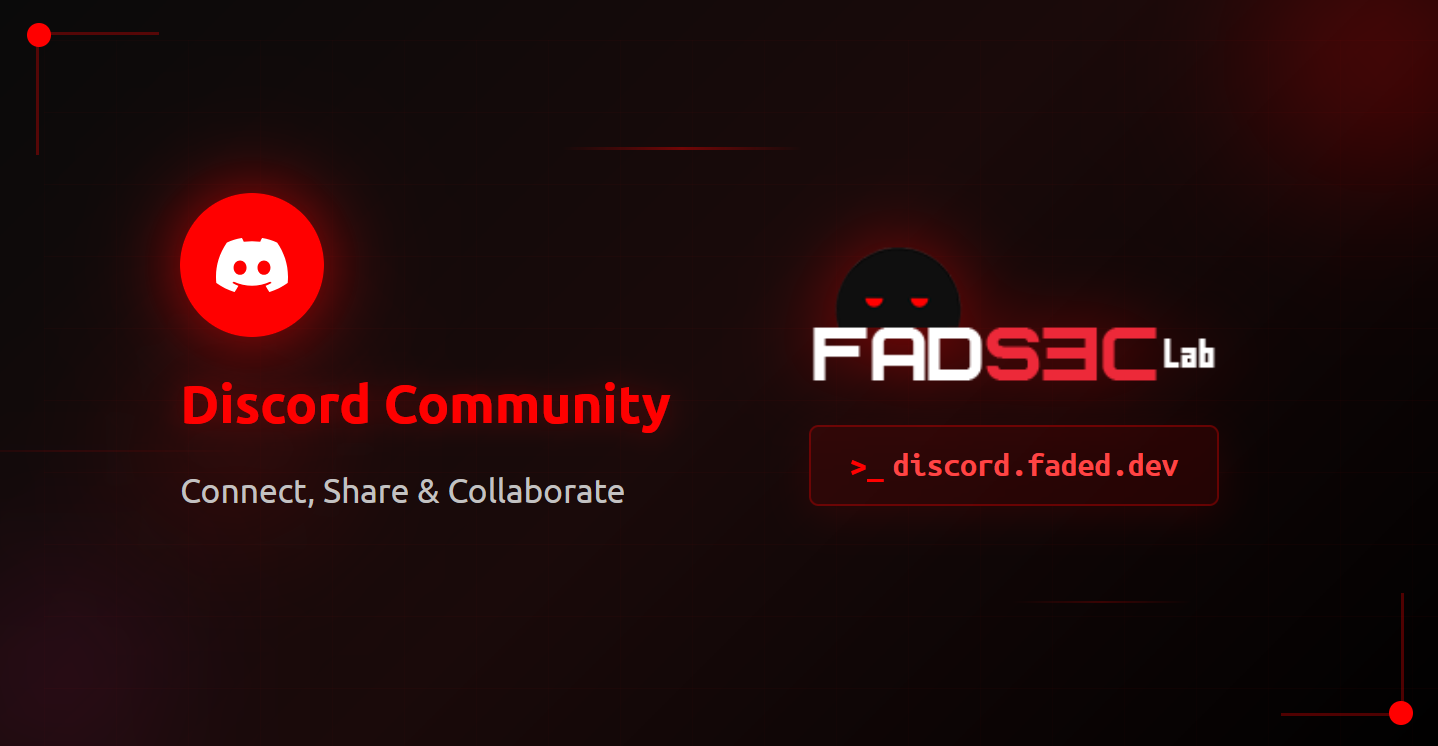 Discord Community
Connect, Share & Collaborate
FADSEC Lab
>_ discord.faded.dev